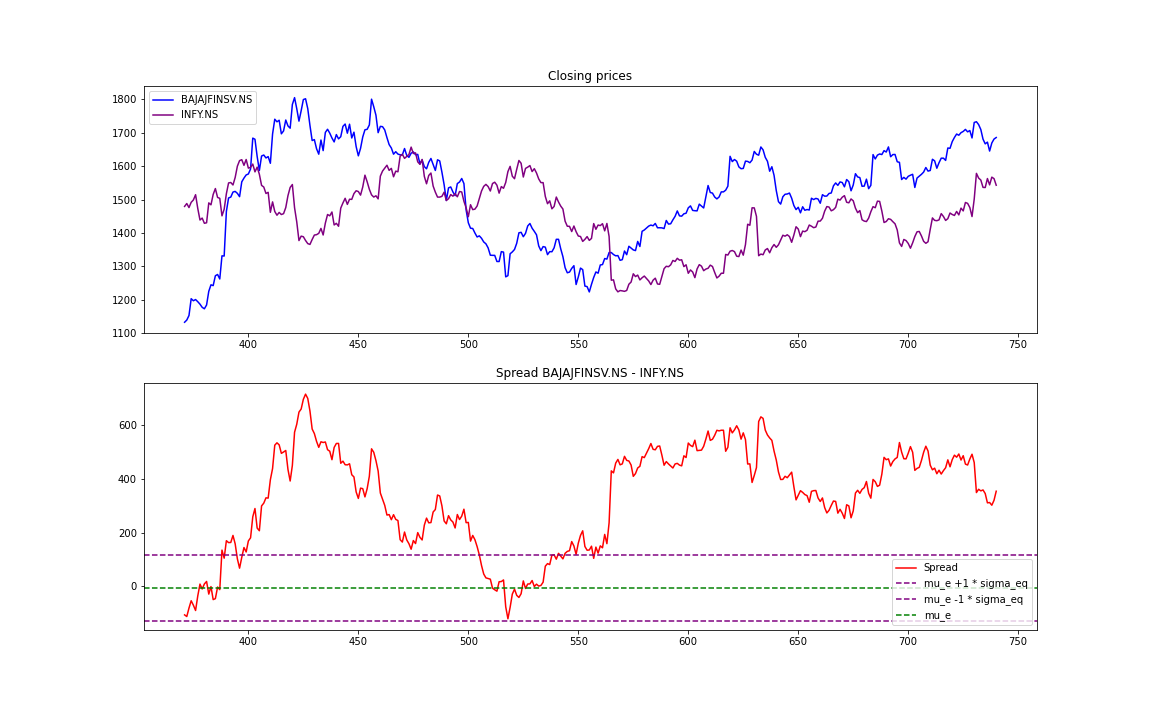 Closing prices
BAJAJFINSV.NS
INFY.NS
1800
1700
1600
1500
1400
1300
1200
1100
400 450 500 550 600 650 700 750
Spread BAJAJFINSV.NS - INFY.NS
600
400
200
0
Spread
mu_e +1 * sigma_eq
mu_e -1 * sigma_eq
mu_e
400 450 500 550 600 650 700 750